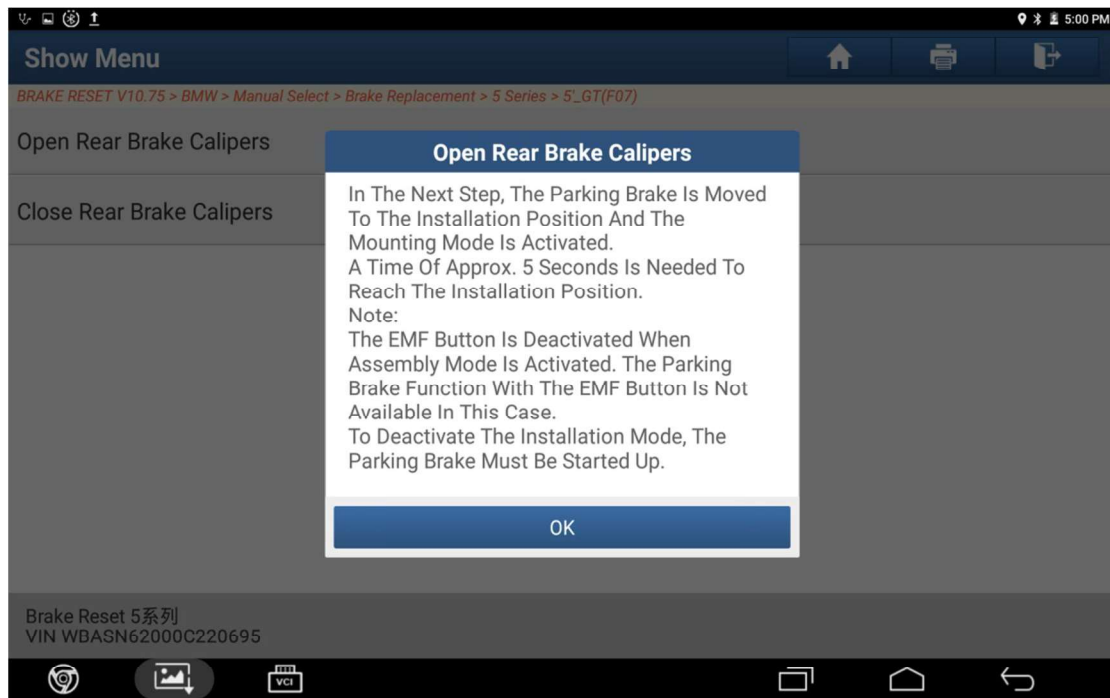 5:00 PM
Show Menu
BRAKE RESET V10.75 > BMW > Manual Select > Brake Replacement > 5 Series > 5'_GT(F07)
Open Rear Brake Calipers
Close Rear Brake Calipers
Open Rear Brake Calipers
In The Next Step, The Parking Brake Is Moved
To The Installation Position And The
Mounting Mode Is Activated.
A Time Of Approx. 5 Seconds Is Needed To
Reach The Installation Position.
Note:
The EMF Button Is Deactivated When
Assembly Mode Is Activated. The Parking
Brake Function With The EMF Button Is Not
Available In This Case.
To Deactivate The Installation Mode, The
Parking Brake Must Be Started Up.
OK
Brake Reset 5系列
VIN WBASN62000C220695
VCI